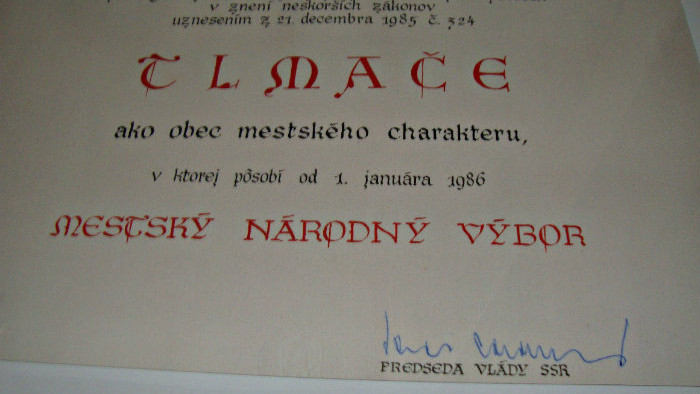 v znení neskorších zákonov
uznesením z 21. decembra 1985 č. 324
TLMAČE
ako obec mestského charakteru,
v ktorej pôsobí od 1. januára 1986
MESTSKÝ NÁRODNÝ VÝBOR
PREDSEDA VLÁDY SSR